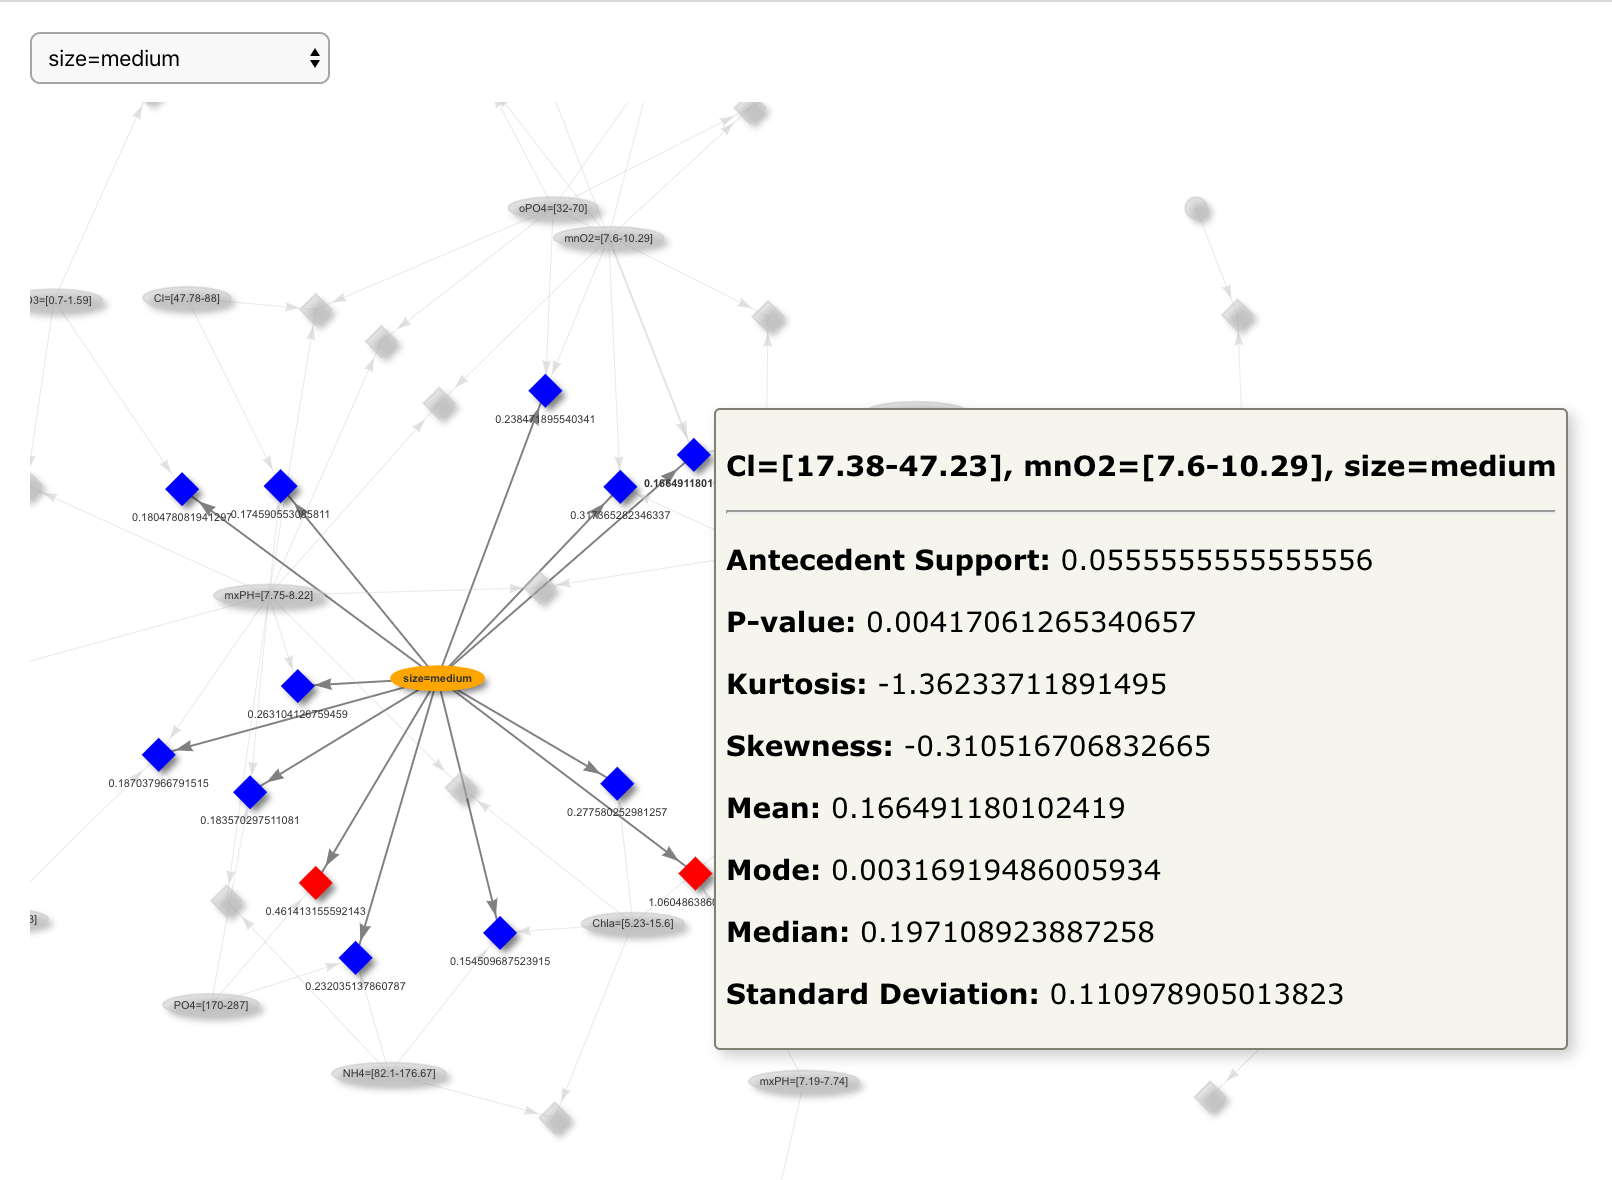 size=medium
oPO4=[32-70]
mnO2=[7.6-10.29]
3=[0.7-1.59]
Cl=[47.78-88]
0.238471895540341
Cl=[17.38-47.23], mnO2=[7.6-10.29], size=medium
0.1664911801
0.180478081941297
0.174590553085811
0.317365282346337
Antecedent Support: 0.0555555555555556
mxPH=[7.75-8.22]
P-value: 0.00417061265340657
size=medium
Kurtosis: -1.36233711891495
0.263104126759459
Skewness: -0.310516706832665
0.187037966791515
0.183570297511081
0.277580252981257
Mean: 0.166491180102419
Mode: 0.00316919486005934
0.461413155592143
1.060486386
3]
Chla=[5.23-15.6]
Median: 0.197108923887258
0.154509687523915
0.232035137860787
Standard Deviation: 0.110978905013823
PO4=[170-287]
NH4=[82.1-176.67]
mxPH=[7.19-7.74]